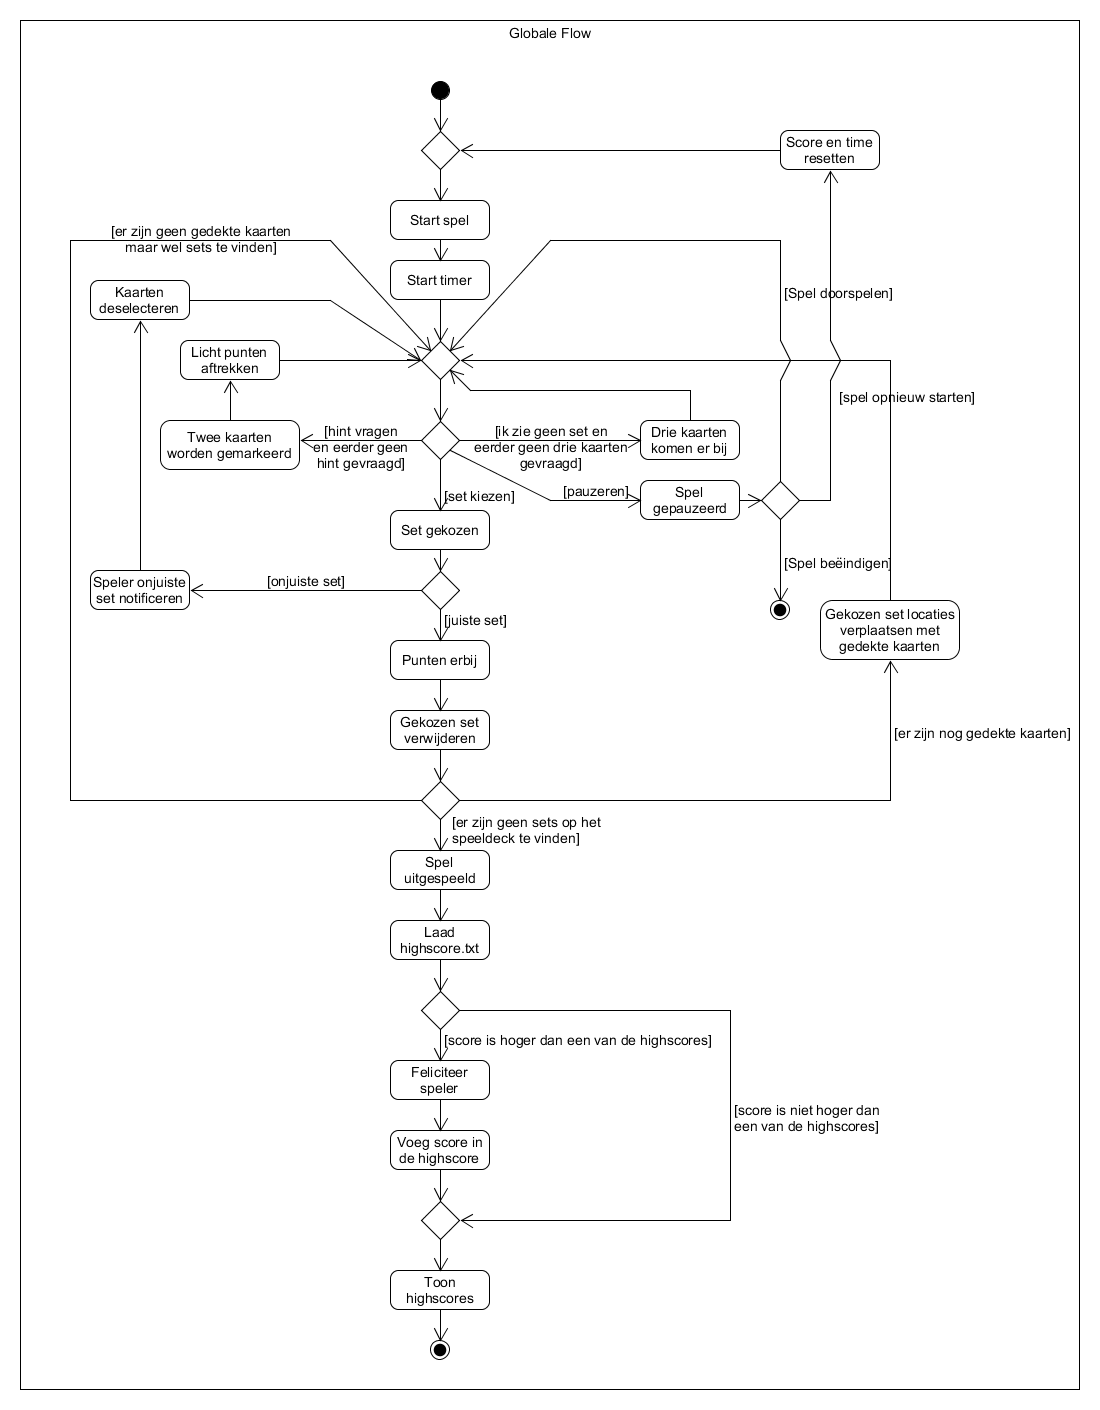 Globale Flow
Score en time
resetten
Start spel
[er zijn geen gedekte kaarten
maar wel sets te vinden]
Start timer
Kaarten
deselecteren
[Spel doorspelen]
Licht punten
aftrekken
[spel opnieuw starten]
Twee kaarten
worden gemarkeerd
[hint vragen
en eerder geen
hint gevraagd]
[ik zie geen set en
eerder geen drie kaarten
gevraagd]
Drie kaarten
komen er bij
[set kiezen]
[pauzeren]
Spel
gepauzeerd
Set gekozen
[Spel beëindigen]
Speler onjuiste
set notificeren
[onjuiste set]
[juiste set]
Gekozen set locaties
verplaatsen met
gedekte kaarten
Punten erbij
Gekozen set
verwijderen
[er zijn nog gedekte kaarten]
[er zijn geen sets op het
speeldeck te vinden]
Spel
uitgespeeld
Laad
highscore.txt
[score is hoger dan een van de highscores]
Feliciteer
speler
[score is niet hoger dan
een van de highscores]
Voeg score in
de highscore
Toon
highscores